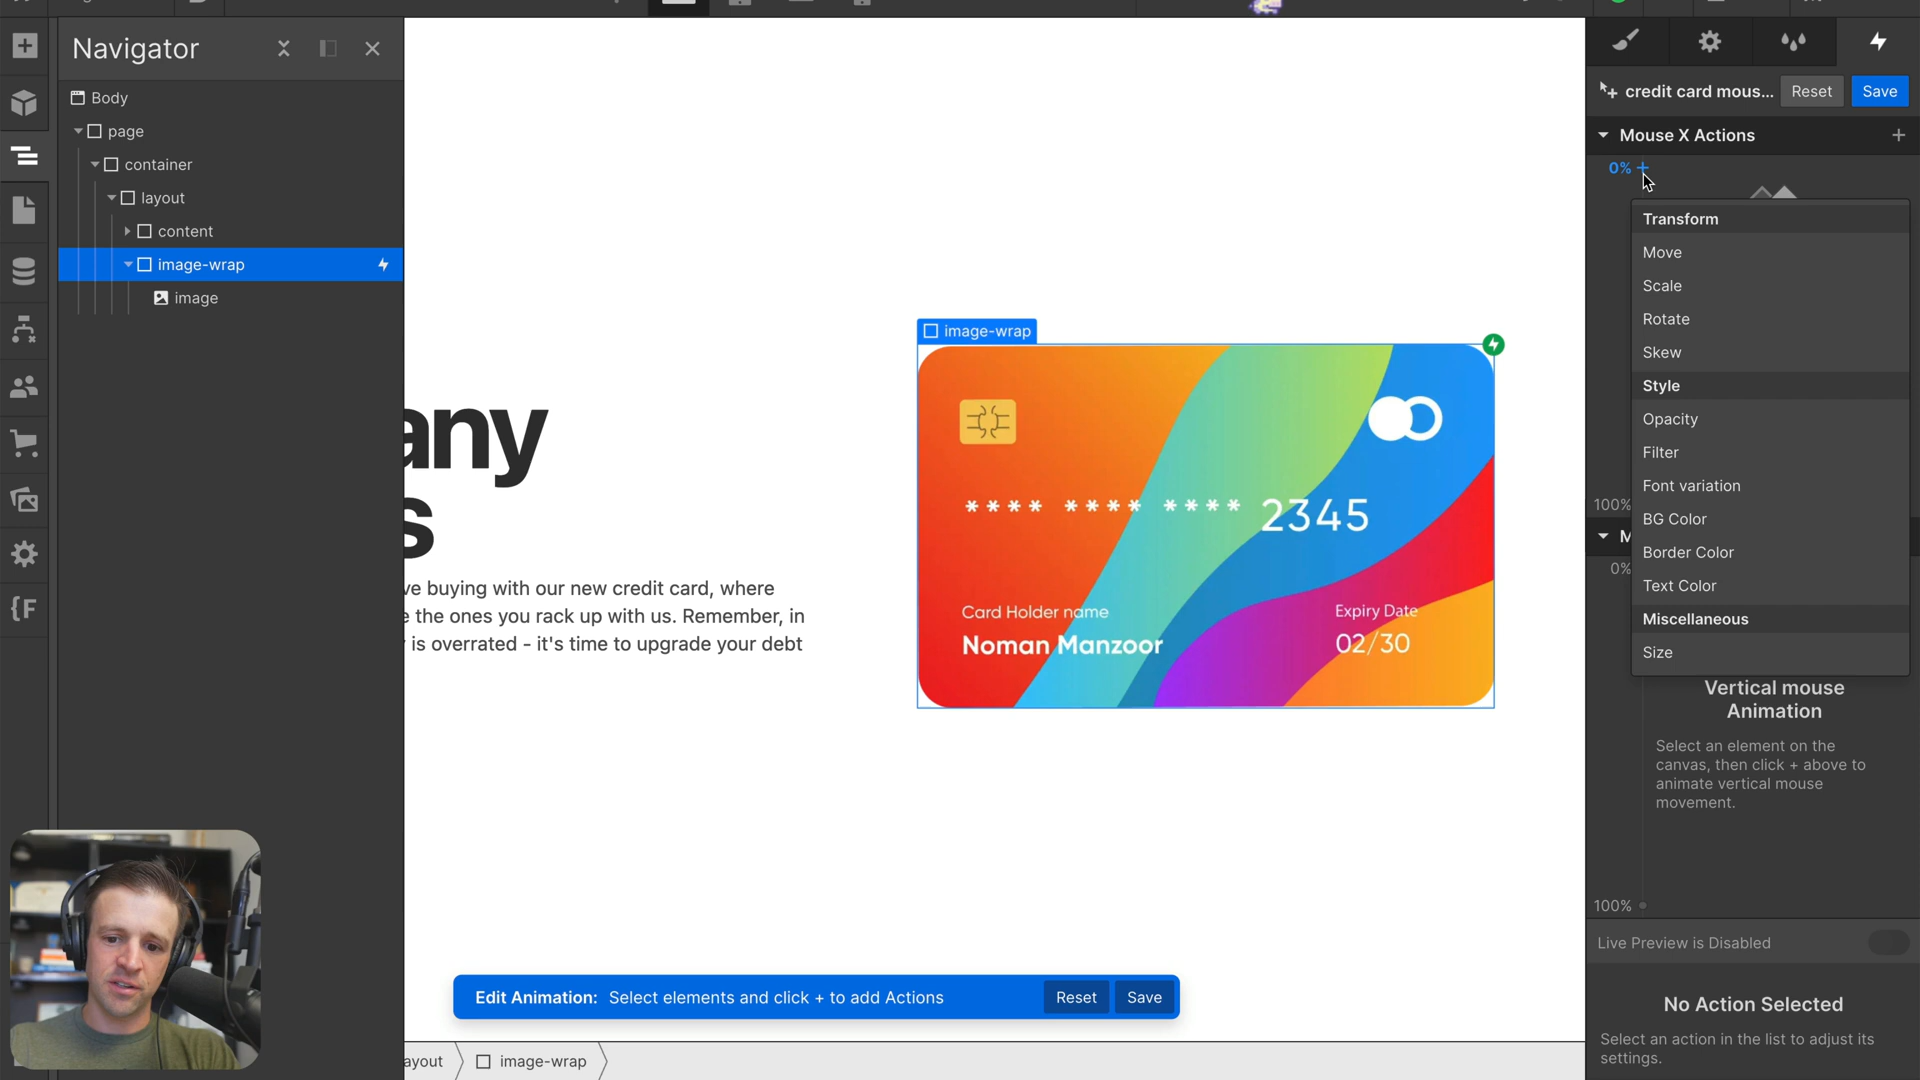 Navigator
Body
page
container
layout
content
image-wrap
image
any
s
ve buying with our new credit card, where
e the ones you rack up with us. Remember, in
is overrated - it's time to upgrade your debt
image-wrap
**** **** **** 2345
Card Holder name
Noman Manzoor
Expiry Date
02/30
Edit Animation: Select elements and click + to add Actions
Reset
Save
ayout
image-wrap
credit card mous...
Reset
Save
Mouse X Actions
0%
Transform
Move
Scale
Rotate
Skew
Style
Opacity
Filter
Font variation
BG Color
Border Color
Text Color
Miscellaneous
Size
100%
M
0%
Vertical mouse
Animation
Select an element on the
canvas, then click + above to
animate vertical mouse
movement.
100%
Live Preview is Disabled
No Action Selected
Select an action in the list to adjust its
settings.